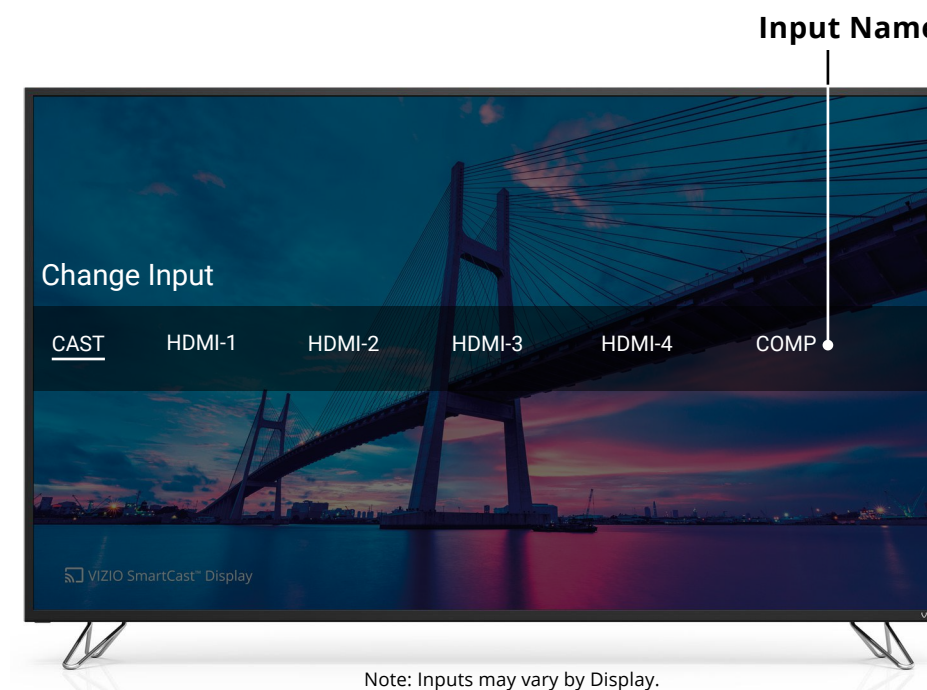 Input Name
Change Input
CAST HDMI-1 HDMI-2 HDMI-3 HDMI-4 COMP
VIZIO SmartCast™ Display
Note: Inputs may vary by Display.